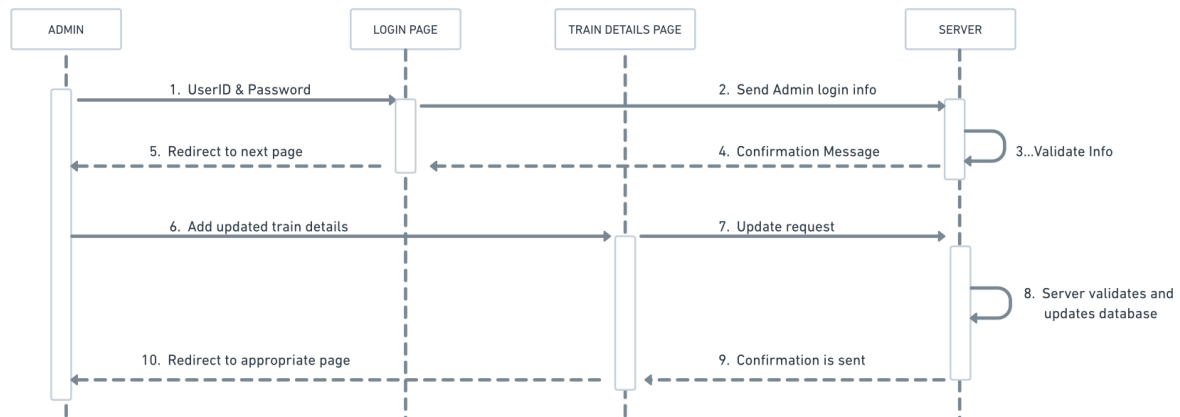 ADMIN
LOGIN PAGE
TRAIN DETAILS PAGE
SERVER
1. UserID & Password
2. Send Admin login info
3...Validate Info
4. Confirmation Message
5. Redirect to next page
6. Add updated train details
7. Update request
8. Server validates and
updates database
9. Confirmation is sent
10. Redirect to appropriate page